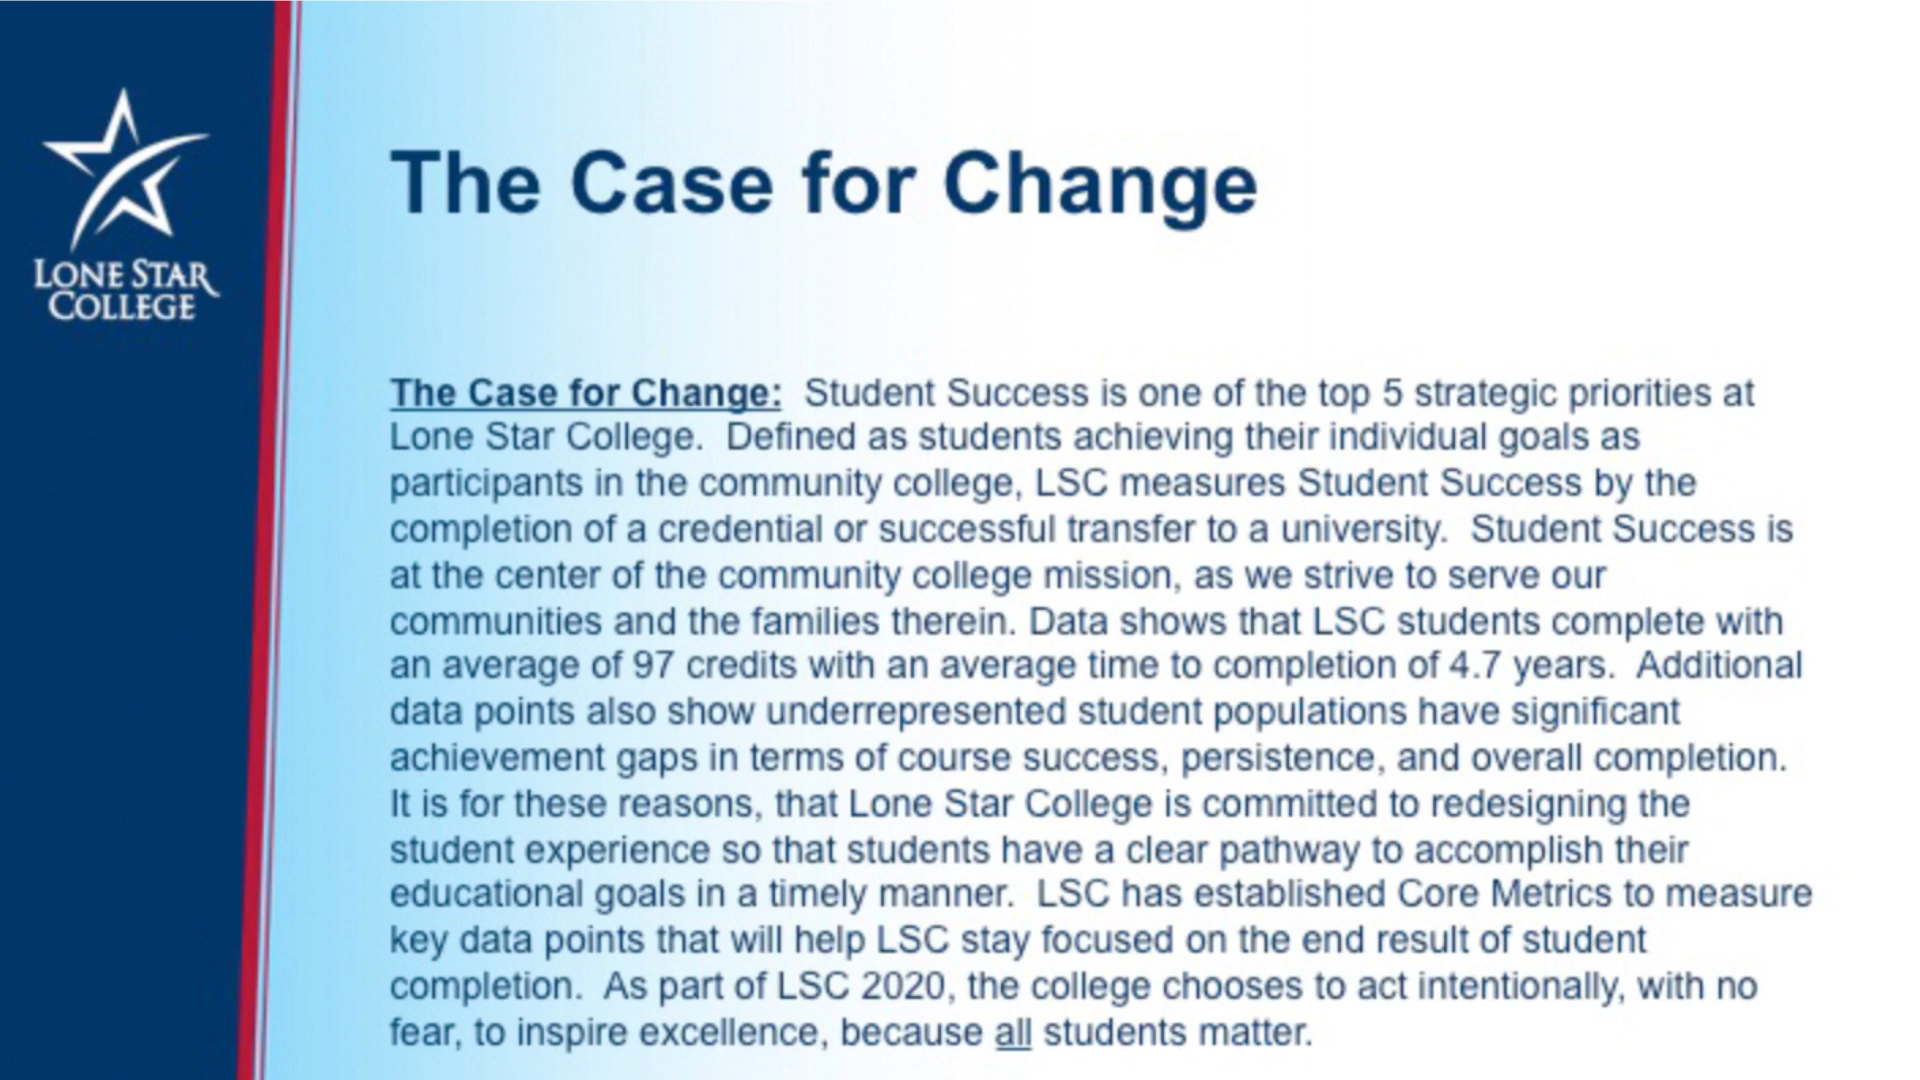 LONE STAR
COLLEGE
The Case for Change
The Case for Change:  Student Success is one of the top 5 strategic priorities at
Lone Star College.  Defined as students achieving their individual goals as
participants in the community college, LSC measures Student Success by the
completion of a credential or successful transfer to a university.  Student Success is
at the center of the community college mission, as we strive to serve our
communities and the families therein. Data shows that LSC students complete with
an average of 97 credits with an average time to completion of 4.7 years.  Additional
data points also show underrepresented student populations have significant
achievement gaps in terms of course success, persistence, and overall completion.
It is for these reasons, that Lone Star College is committed to redesigning the
student experience so that students have a clear pathway to accomplish their
educational goals in a timely manner.  LSC has established Core Metrics to measure
key data points that will help LSC stay focused on the end result of student
completion.  As part of LSC 2020, the college chooses to act intentionally, with no
fear, to inspire excellence, because all students matter.